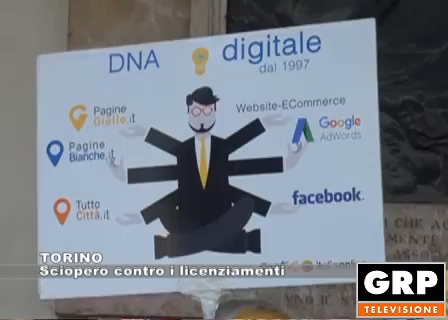 DNA digitale
dal 1997
Pagine
Gialle.it
Website-ECommerce
Google
AdWords
Pagine
Bianche.it
Tutto
Città.it
facebook.
italiaonline
TORINO
Sciopero contro i licenziamenti
GRP
TELEVISIONE